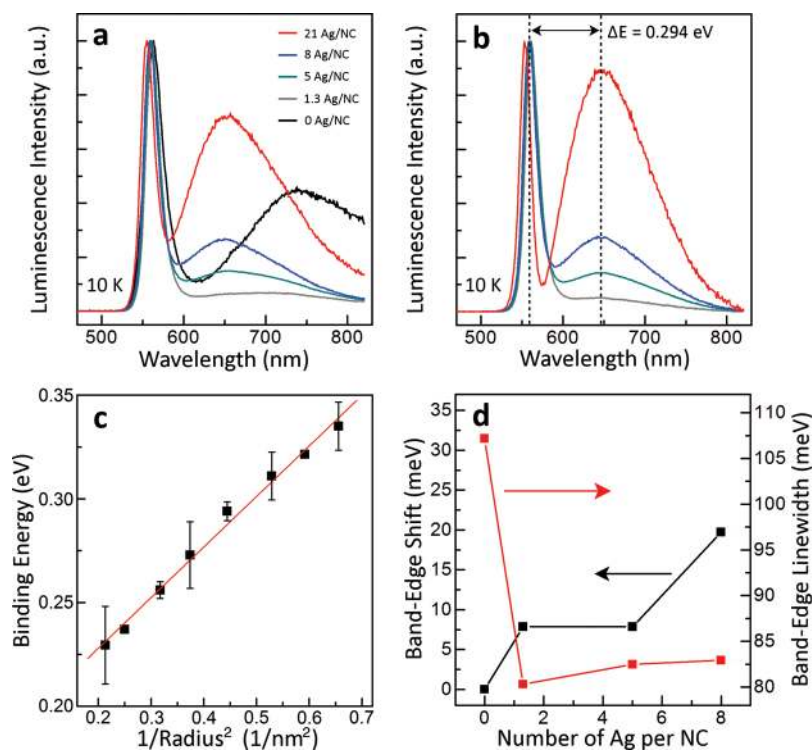 a
21 Ag/NC
8 Ag/NC
5 Ag/NC
1.3 Ag/NC
0 Ag/NC
10 K
Luminescence Intensity (a.u.)
500 600 700 800
Wavelength (nm)
b
ΔE = 0.294 eV
10 K
Luminescence Intensity (a.u.)
500 600 700 800
Wavelength (nm)
c
Binding Energy (eV)
0.35
0.30
0.25
0.20
0.2 0.3 0.4 0.5 0.6 0.7
1/Radius² (1/nm²)
d
Band-Edge Shift (meV)
35
30
25
20
15
10
5
0
110
105
100
95
90
85
80
Band-Edge Linewidth (meV)
0 2 4 6 8
Number of Ag per NC